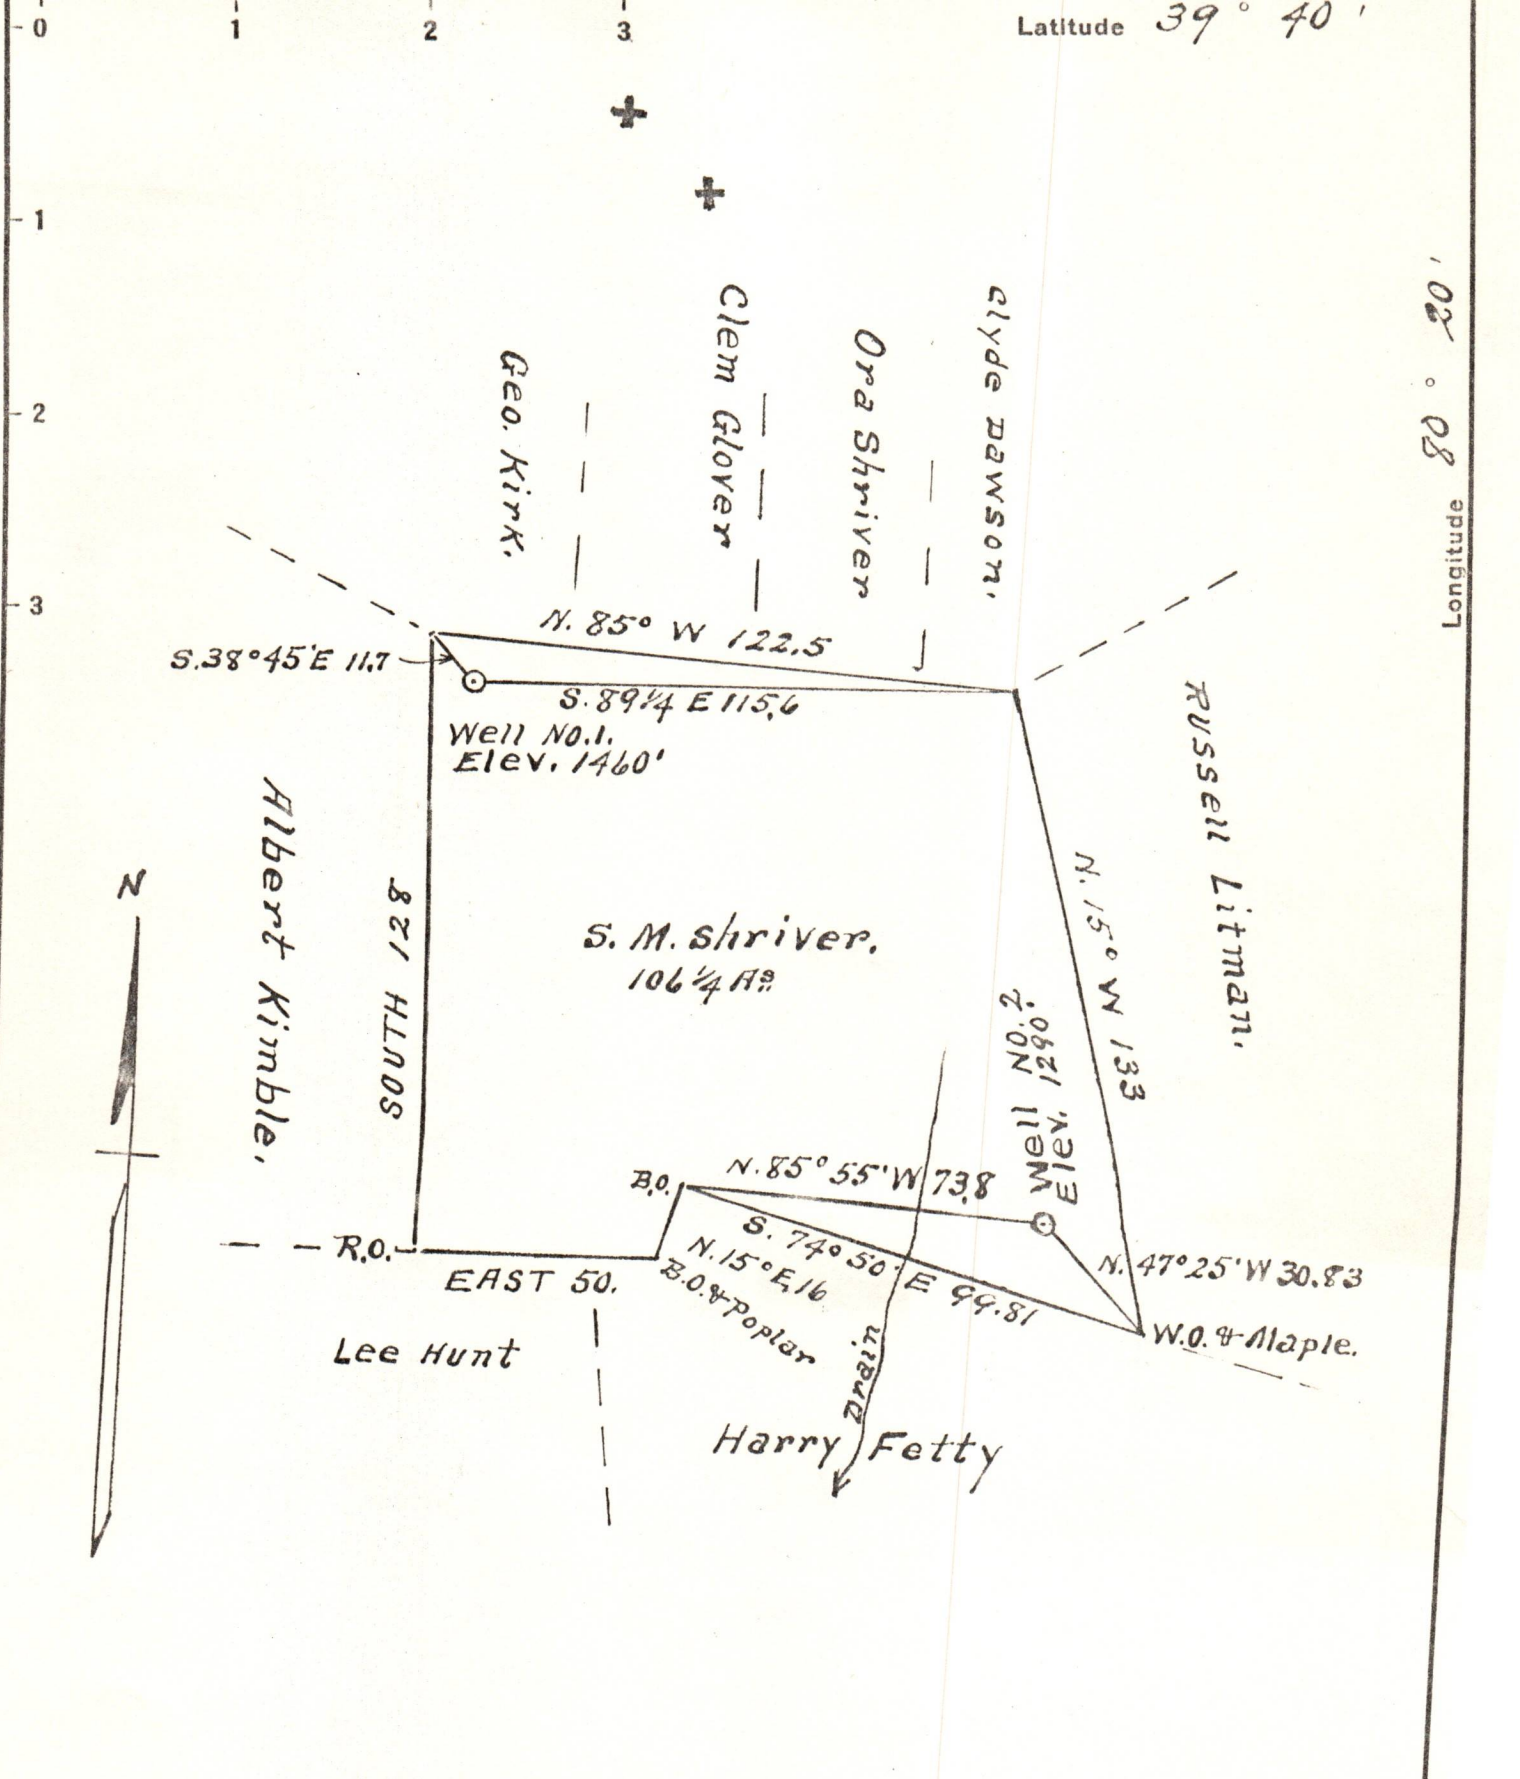 0
1
2
3
Latitude 39° 40'
1
2
3
Longitude 80° 20'
Geo. Kirk.
Clem Glover
Ora Shriver
Clyde Dawson.
N. 85° W 122.5
S. 38° 45' E 11.7
S. 89 1/4 E 115.6
Well No. 1.
Elev. 1460'
Russell Litman.
Albert Kimble.
N
SOUTH 128
S. M. Shriver.
106 1/4 As
N. 15° W 133
Well No. 2.
Elev. 1290'
B.O.
N. 85° 55' W 73.8
S. 74° 50' E 99.81
N. 47° 25' W 30.83
R.O.
EAST 50.
N. 15° E, 16
B.O. & Poplar
W.O. & Maple.
Lee Hunt
Drain
Harry Fetty